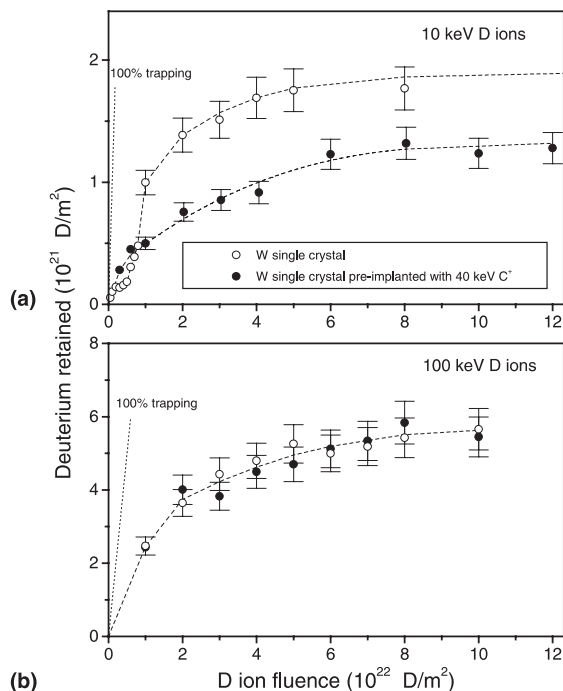 10 keV D ions
2
100% trapping
1
W single crystal
W single crystal pre-implanted with 40 keV C⁺
(a)
0
0 2 4 6 8 10 12
Deuterium retained (10²¹ D/m²)
8
100 keV D ions
100% trapping
6
4
2
0
0 2 4 6 8 10 12
(b)
D ion fluence (10²² D/m²)